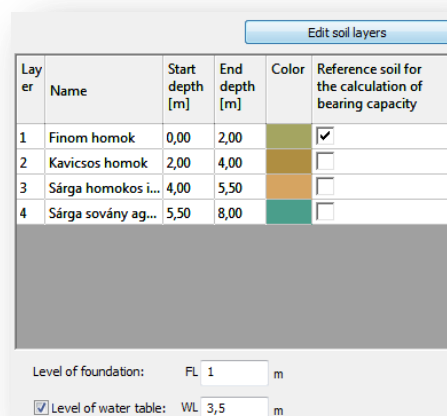 Edit soil layers
Lay er Name Start depth [m] End depth [m] Color Reference soil for the calculation of bearing capacity
1 Finom homok 0,00 2,00
2 Kavicsos homok 2,00 4,00
3 Sárga homokos i... 4,00 5,50
4 Sárga sovány ag... 5,50 8,00
Level of foundation: FL 1 m
Level of water table: WL 3,5 m